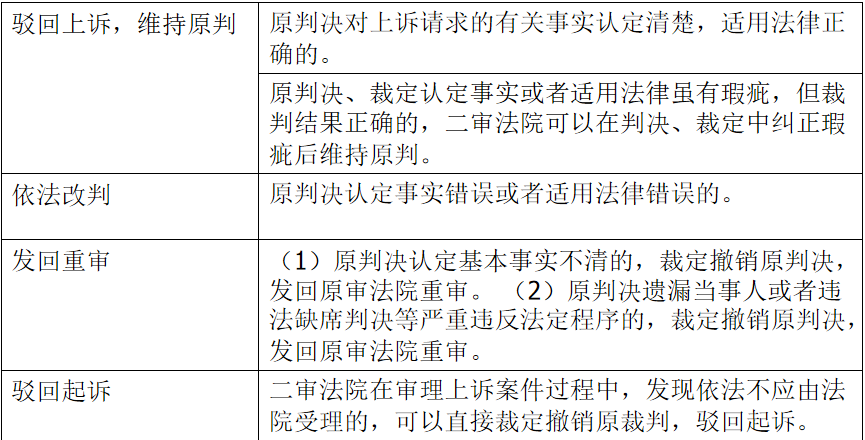 驳回上诉，维持原判
原判决对上诉请求的有关事实认定清楚，适用法律正
确的。
原判决、裁定认定事实或者适用法律虽有瑕疵，但裁
判结果正确的，二审法院可以在判决、裁定中纠正瑕
疵后维持原判。
依法改判
原判决认定事实错误或者适用法律错误的。
发回重审
（1）原判决认定基本事实不清的，裁定撤销原判决，
发回原审法院重审。 （2）原判决遗漏当事人或者违
法缺席判决等严重违反法定程序的，裁定撤销原判决，
发回原审法院重审。
驳回起诉
二审法院在审理上诉案件过程中，发现依法不应由法
院受理的，可以直接裁定撤销原裁判，驳回起诉。